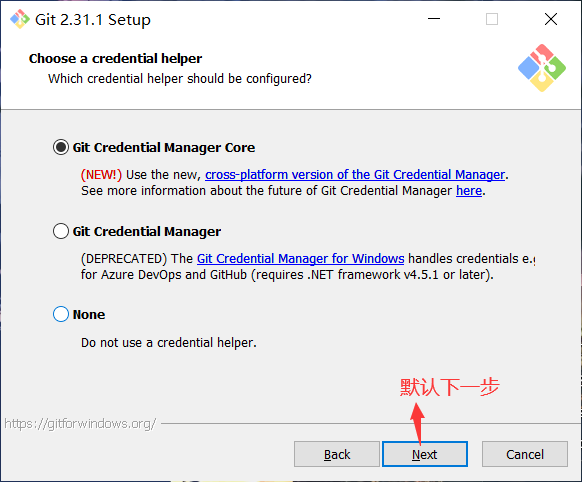 Git 2.31.1 Setup
Choose a credential helper
Which credential helper should be configured?
Git Credential Manager Core
(NEW!) Use the new, cross-platform version of the Git Credential Manager.
See more information about the future of Git Credential Manager here.
Git Credential Manager
(DEPRECATED) The Git Credential Manager for Windows handles credentials e.g
for Azure DevOps and GitHub (requires .NET framework v4.5.1 or later).
None
Do not use a credential helper.
默认下一步
https://gitforwindows.org/
Back Next Cancel